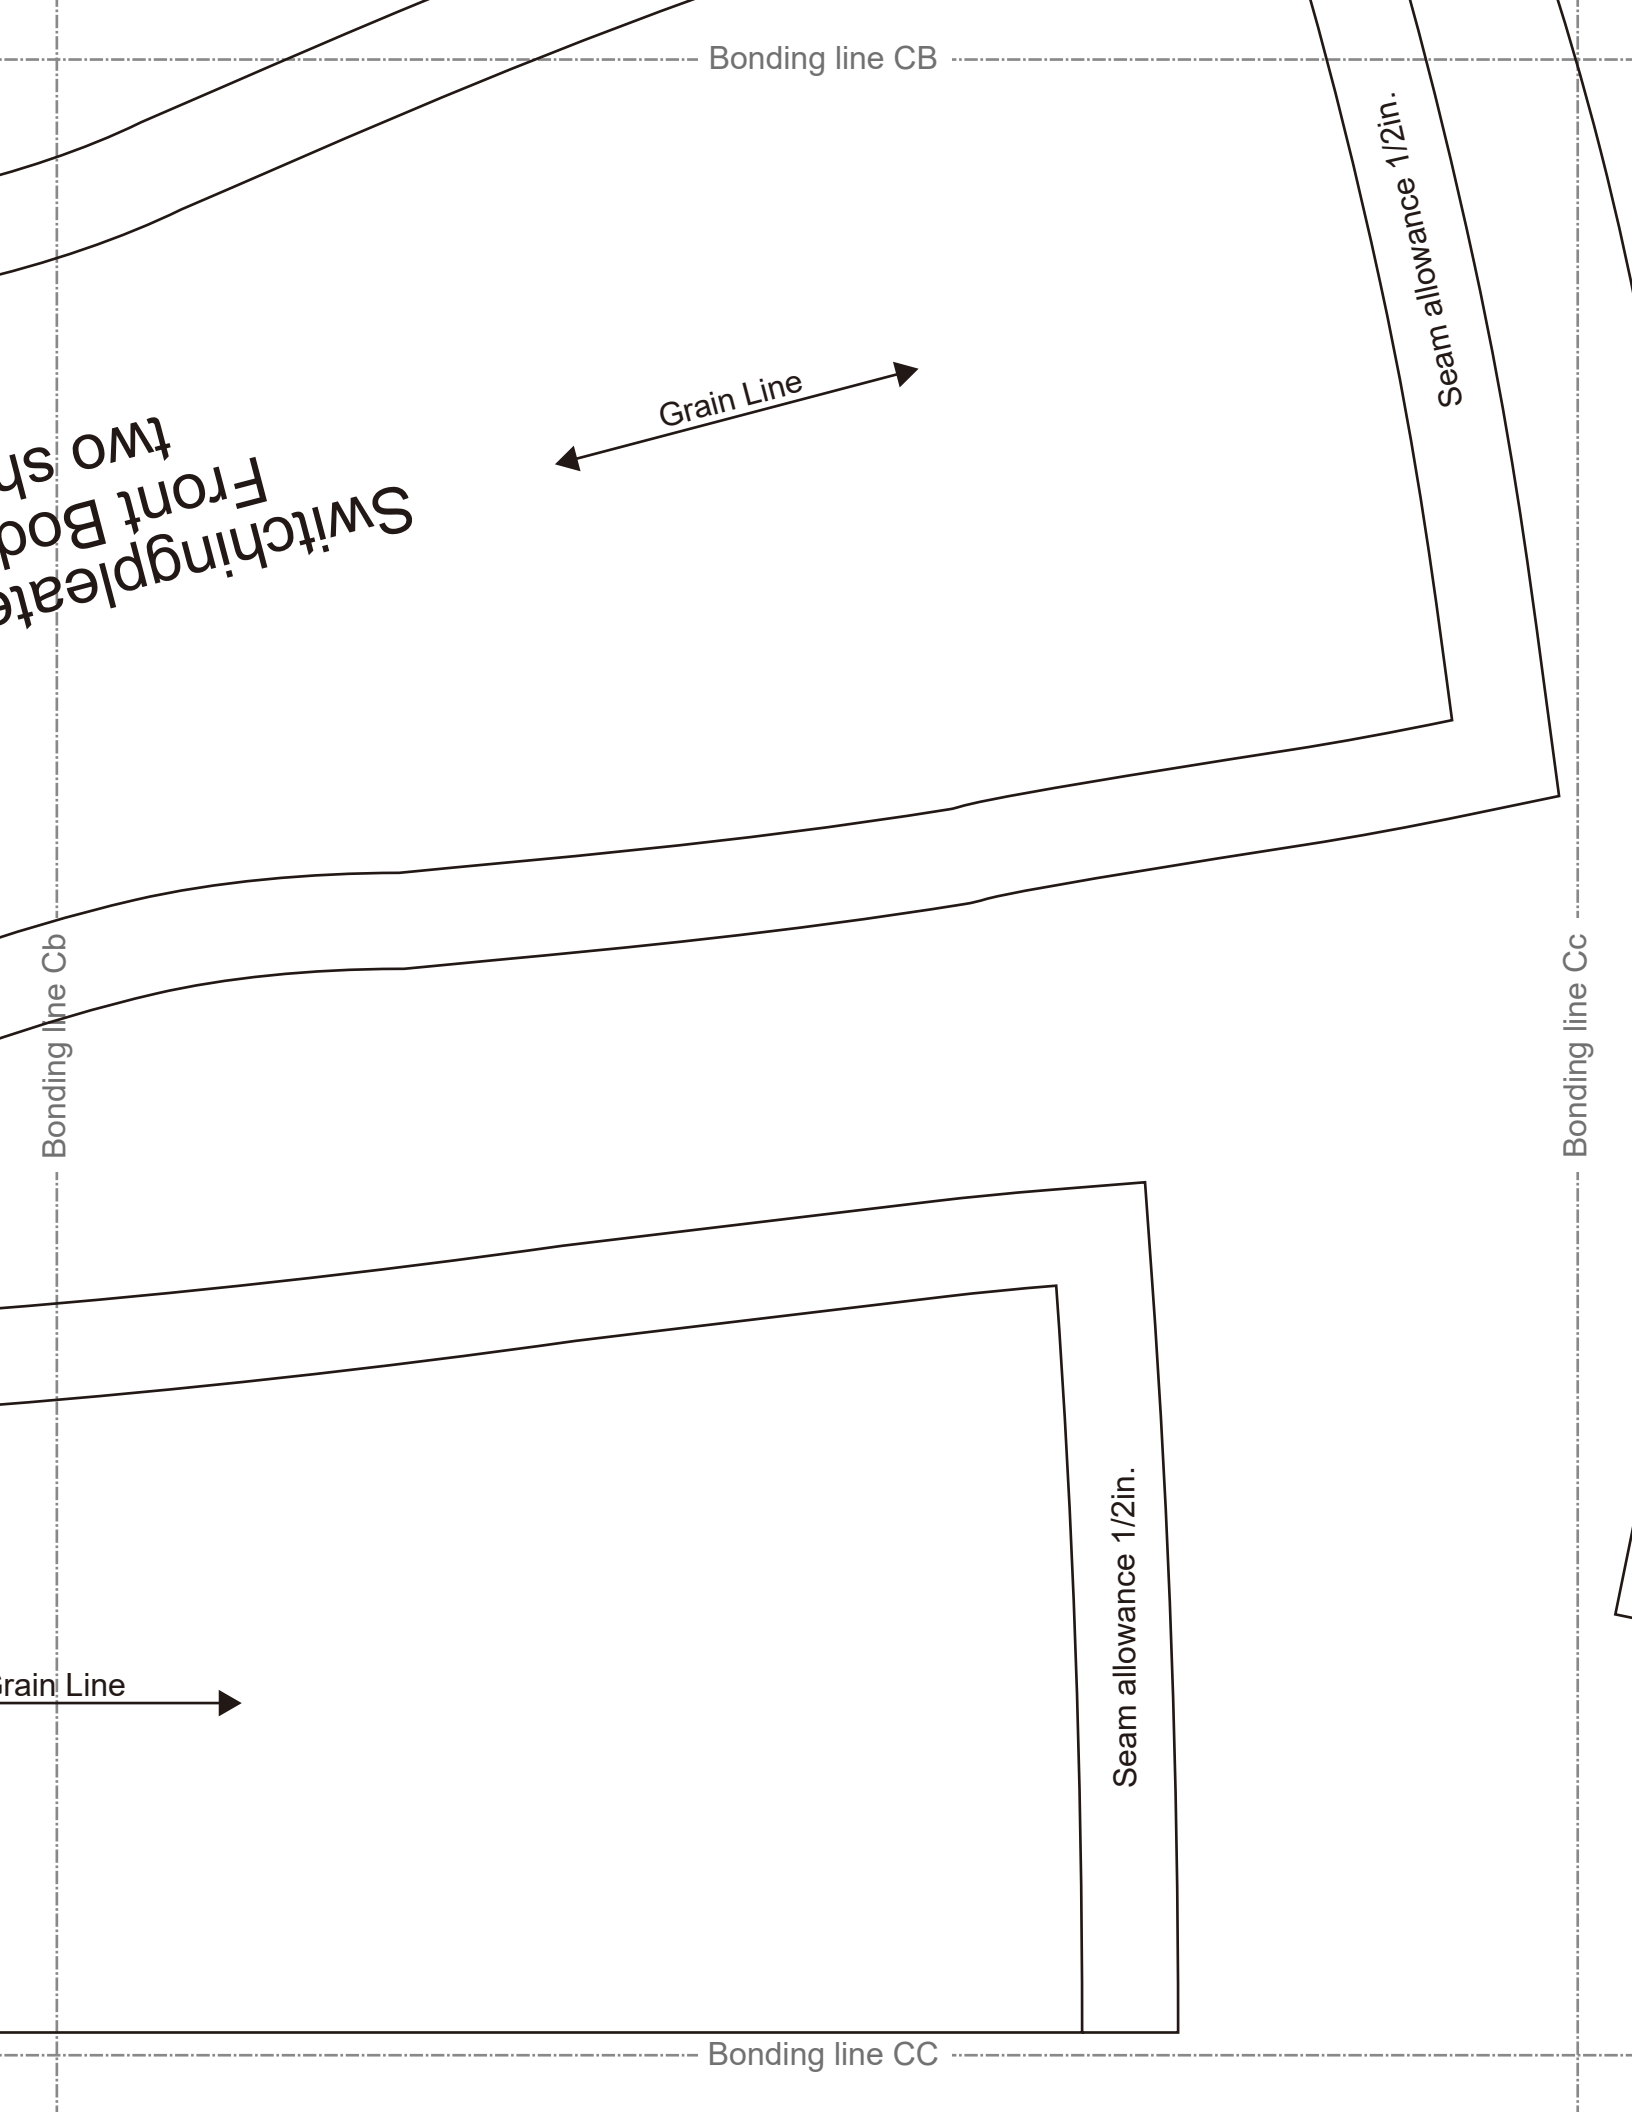 Bonding line CB
Seam allowance 1/2in.
Grain Line
Switchingpleate
Front Bod
two sh
Bonding line Cb
Bonding line Cc
Seam allowance 1/2in.
rain Line
Bonding line CC